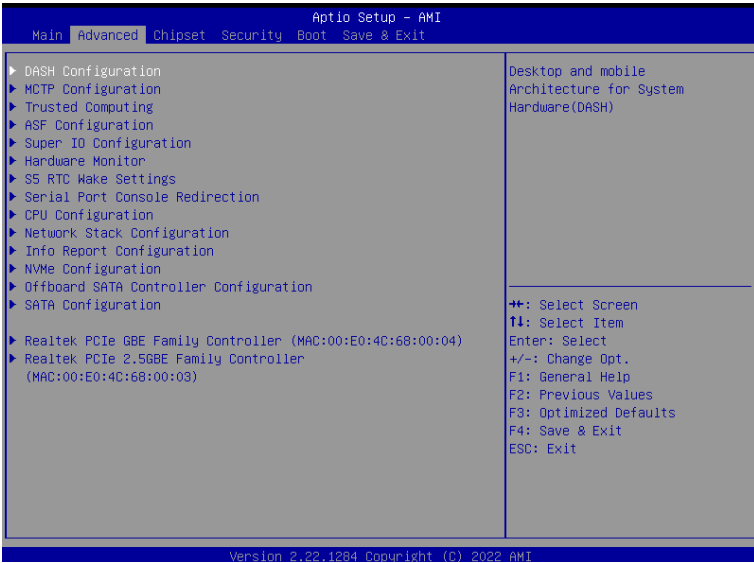 Aptio Setup – AMI
Main Advanced Chipset Security Boot Save & Exit
▶ DASH Configuration
▶ MCTP Configuration
▶ Trusted Computing
▶ ASF Configuration
▶ Super IO Configuration
▶ Hardware Monitor
▶ S5 RTC Wake Settings
▶ Serial Port Console Redirection
▶ CPU Configuration
▶ Network Stack Configuration
▶ Info Report Configuration
▶ NVMe Configuration
▶ Offboard SATA Controller Configuration
▶ SATA Configuration
▶ Realtek PCIe GBE Family Controller (MAC:00:E0:4C:68:00:04)
▶ Realtek PCIe 2.5GBE Family Controller
(MAC:00:E0:4C:68:00:03)
Desktop and mobile
Architecture for System
Hardware(DASH)
→←: Select Screen
↑↓: Select Item
Enter: Select
+/-: Change Opt.
F1: General Help
F2: Previous Values
F3: Optimized Defaults
F4: Save & Exit
ESC: Exit
Version 2.22.1284 Copyright (C) 2022 AMI